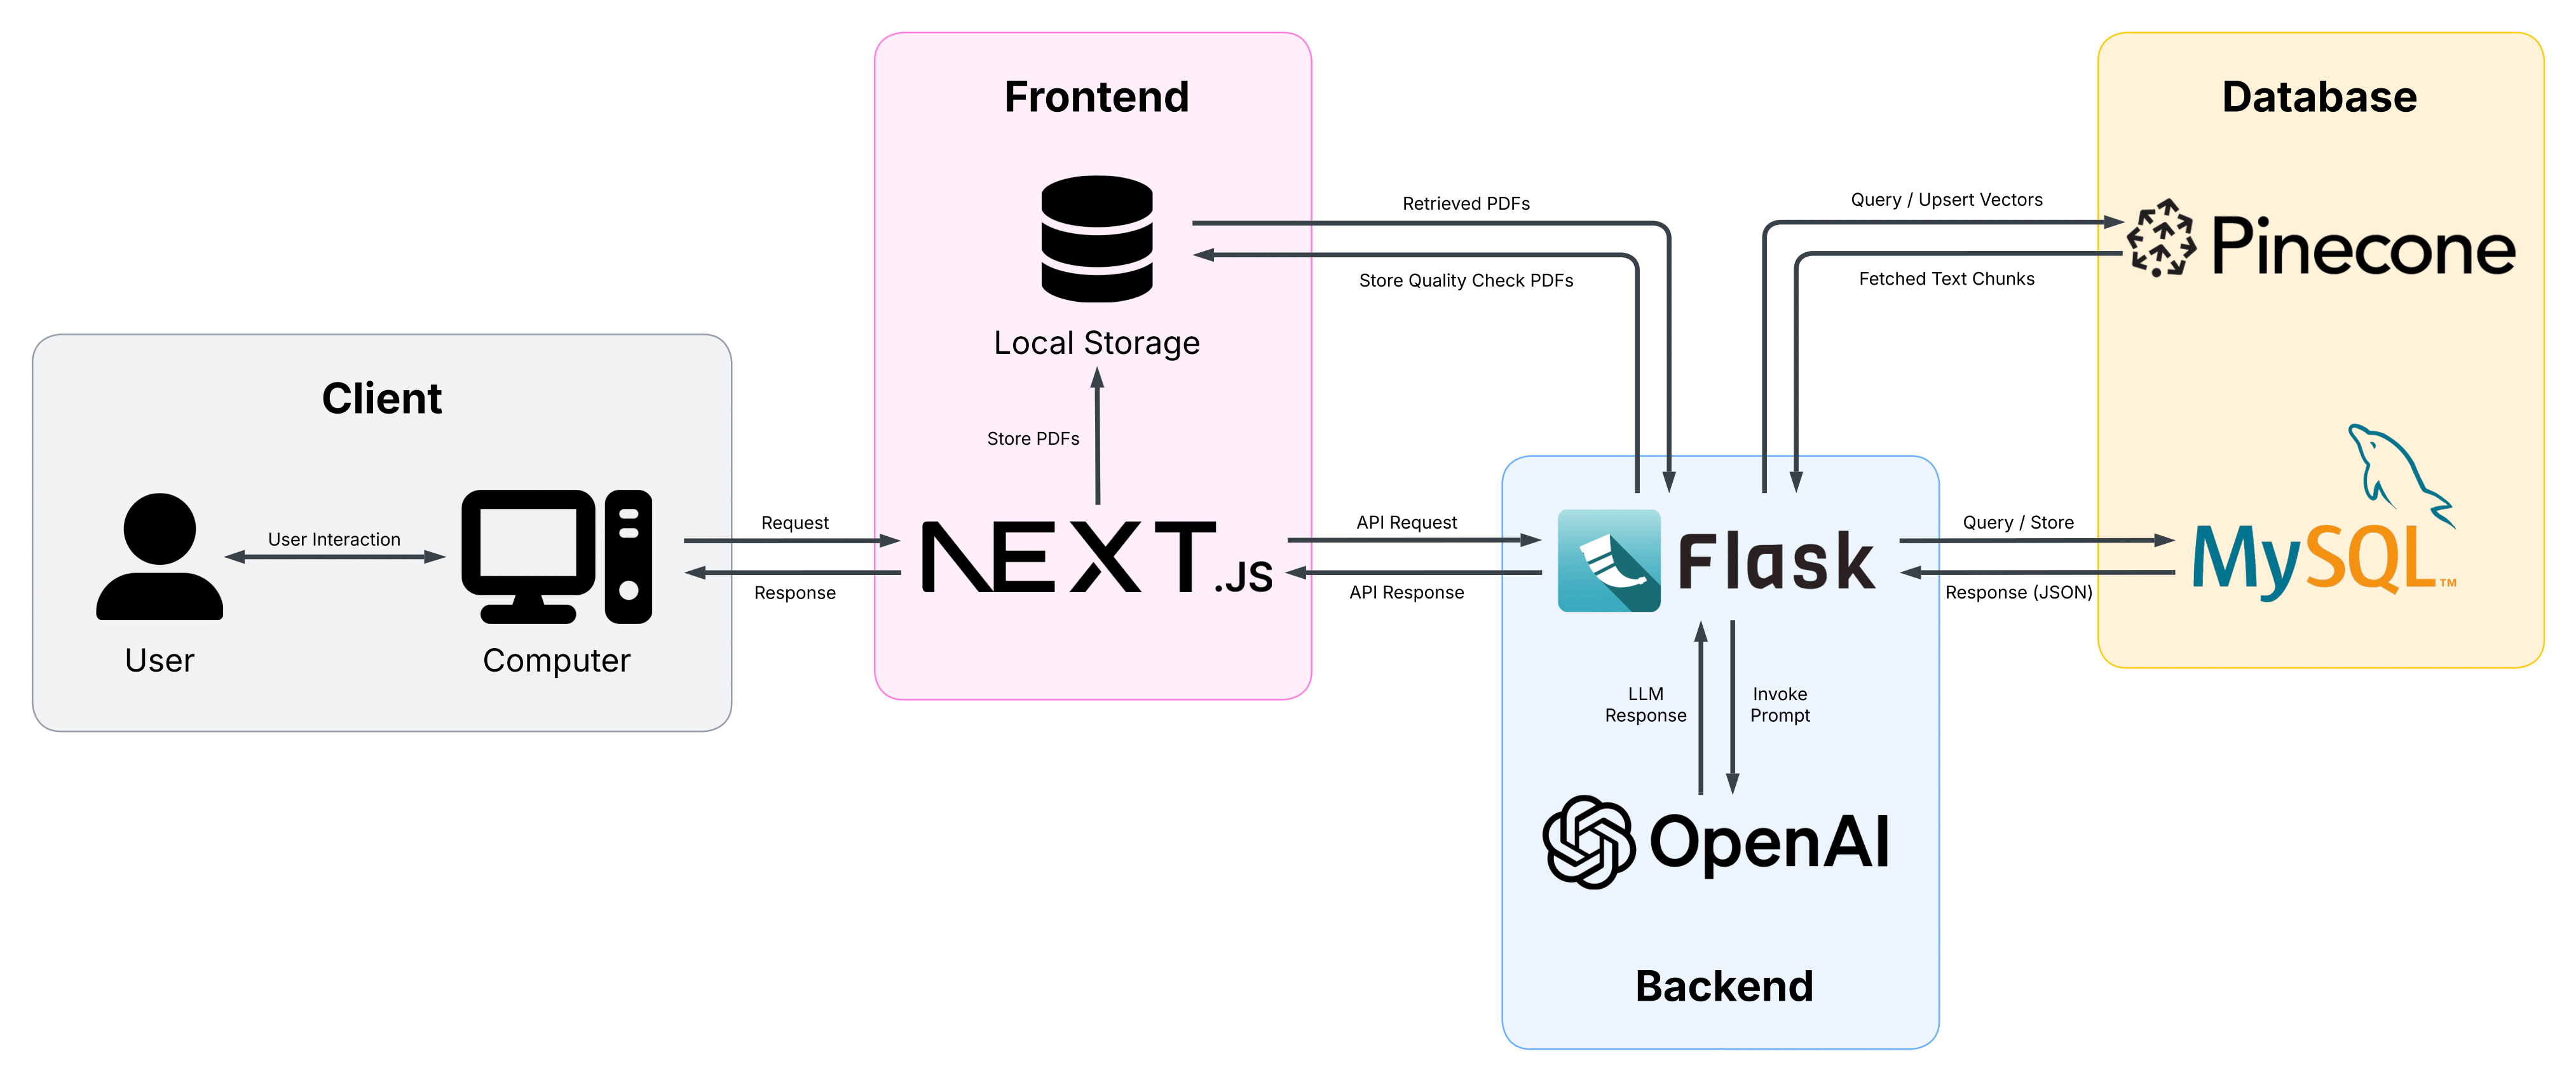 Frontend
Database
Retrieved PDFs
Query / Upsert Vectors
Pinecone
Store Quality Check PDFs
Fetched Text Chunks
Local Storage
Client
Store PDFs
User Interaction
Request
NEXT.JS
API Request
Flask
Query / Store
MySQL™
Response
API Response
Response (JSON)
User
Computer
LLM
Response
Invoke
Prompt
OpenAI
Backend